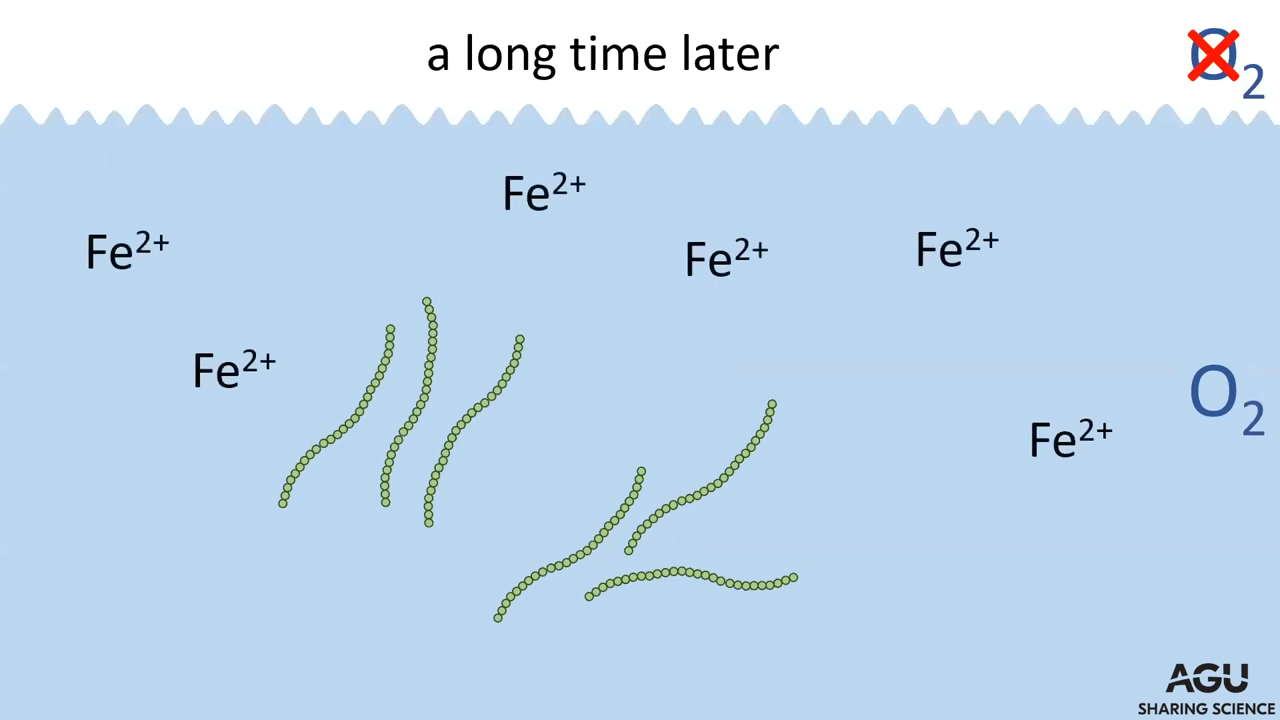 a long time later
O₂
Fe²⁺
Fe²⁺
Fe²⁺
Fe²⁺
Fe²⁺
O₂
Fe²⁺
AGU
SHARING SCIENCE